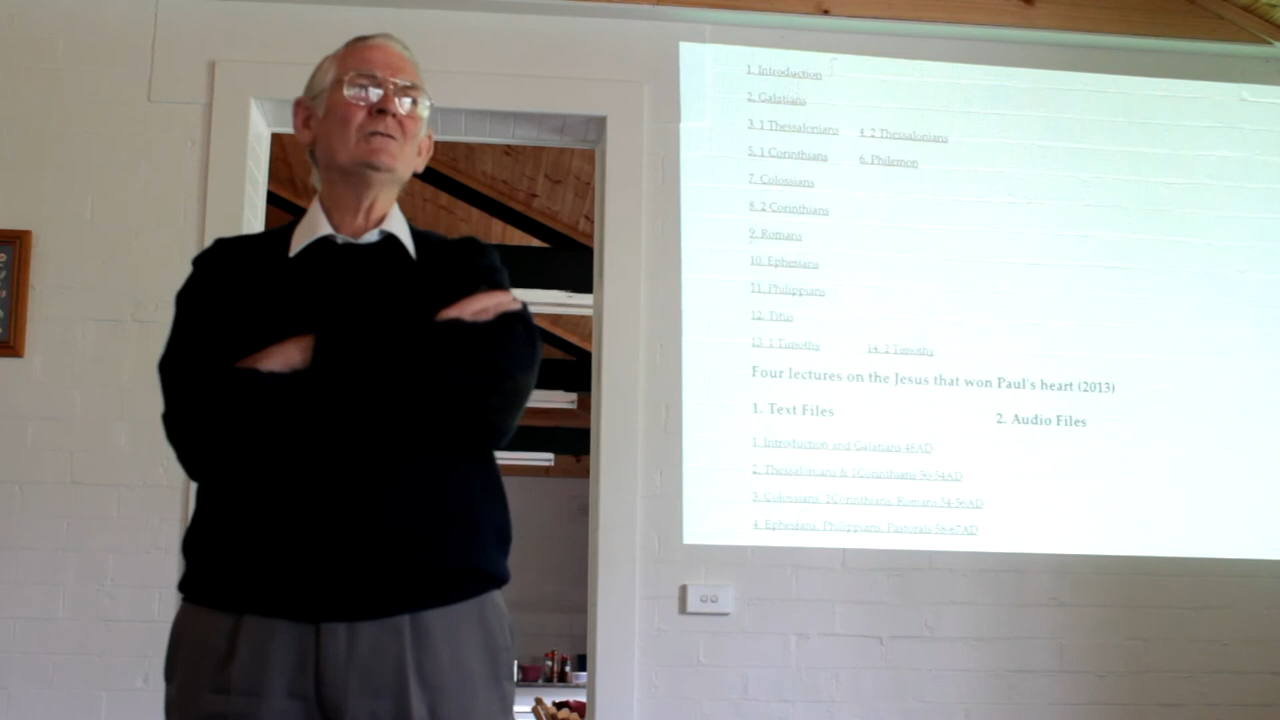 1. Introduction
2. Galatians
3. 1 Thessalonians 4. 2 Thessalonians
5. 1 Corinthians 6. Philemon
7. Colossians
8. 2 Corinthians
9. Romans
10. Ephesians
11. Philippians
12. Titus
13. 1 Timothy 14. 2 Timothy
Four lectures on the Jesus that won Paul's heart (2013)
1. Text Files 2. Audio Files
1. Introduction and Galatians 48AD
2. Thessalonians & 1Corinthians 50-54AD
3. Colossians, 2Corinthians, Romans 54-56AD
4. Ephesians, Philippians, Pastorals 58-67AD